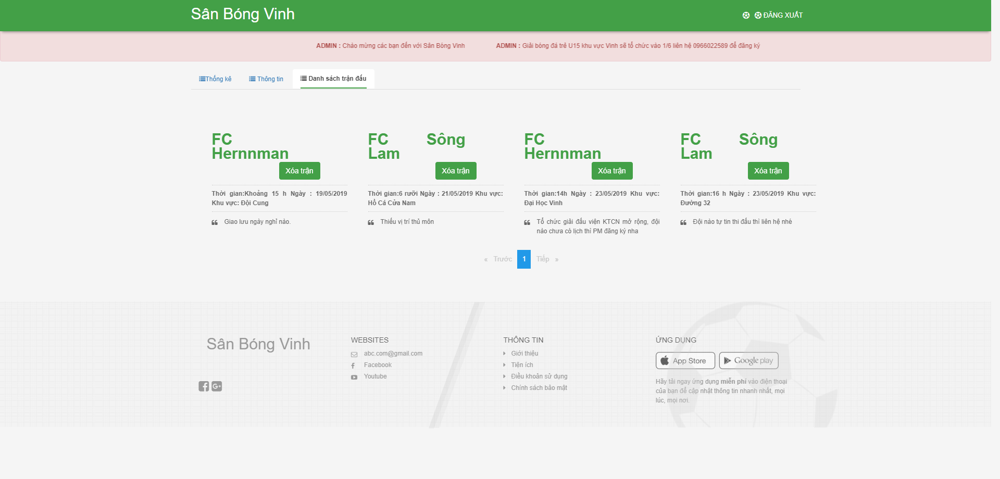 Sân Bóng Vinh
ĐĂNG XUẤT
ADMIN : Chào mừng các bạn đến với Sân Bóng Vinh
ADMIN : Giải bóng đá trẻ U15 khu vực Vinh sẽ tổ chức vào 1/6 liên hệ 0966022589 để đăng ký
Thống kê
Thông tin
Danh sách trận đấu
FC
Hernnman
Xóa trận
Thời gian:Khoảng 15 h Ngày : 19/05/2019
Khu vực: Đội Cung
Giao lưu ngày nghỉ nào.
FC Sông
Lam
Xóa trận
Thời gian:6 rưỡi Ngày : 21/05/2019 Khu vực:
Hồ Cá Cửa Nam
Thiếu vị trí thủ môn
FC
Hernnman
Xóa trận
Thời gian:14h Ngày : 23/05/2019 Khu vực:
Đại Học Vinh
Tổ chức giải đấu viện KTCN mở rộng, đội
nào chưa có lịch thì PM đăng ký nha
FC Sông
Lam
Xóa trận
Thời gian:16 h Ngày : 23/05/2019 Khu vực:
Đường 32
Đội nào tự tin thi đấu thì liên hệ nhé
« Trước 1 Tiếp »
Sân Bóng Vinh
WEBSITES
abc.com@gmail.com
Facebook
Youtube
THÔNG TIN
Giới thiệu
Tiện ích
Điều khoản sử dụng
Chính sách bảo mật
ỨNG DỤNG
App Store
Google play
Hãy tải ngay ứng dụng miễn phí vào điện thoại
của bạn để cập nhật thông tin nhanh nhất, mọi
lúc, mọi nơi.